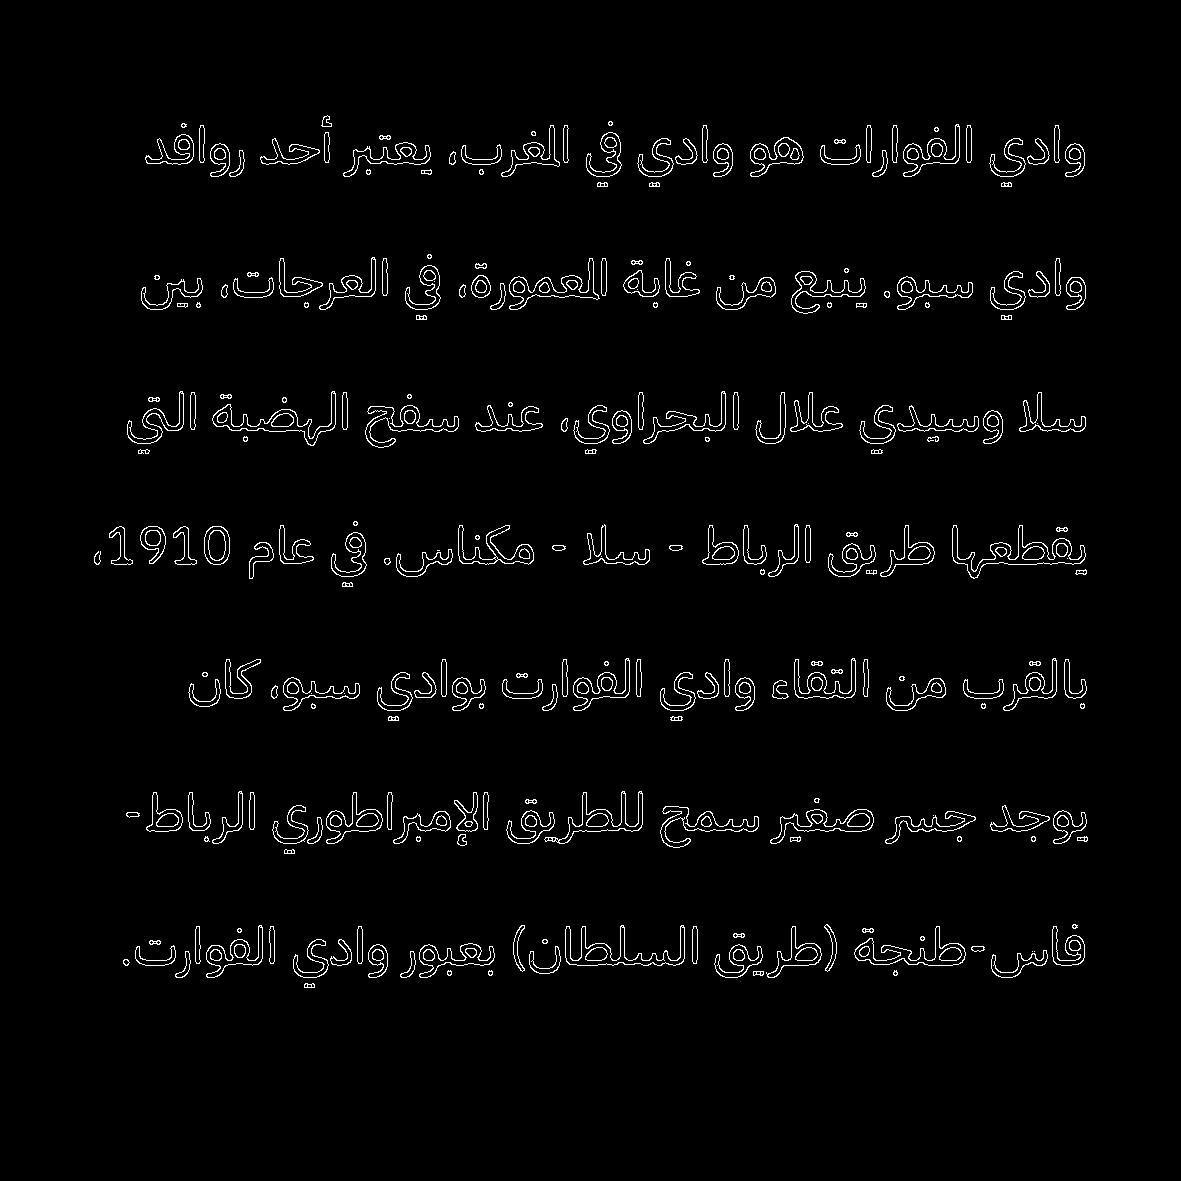 وادي الفوارات هو وادي في المغرب، يعتبر أحد روافد
وادي سبو. ينبع من غابة المعمورة، في العرجات، بين
سلا وسيدي علال البحراوي، عند سفح الهضبة التي
يقطعها طريق الرباط - سلا - مكناس. في عام 1910،
بالقرب من التقاء وادي الفوارت بوادي سبو، كان
يوجد جسر صغير سمح للطريق الإمبراطوري الرباط-
فاس-طنجة (طريق السلطان) بعبور وادي الفوارت.